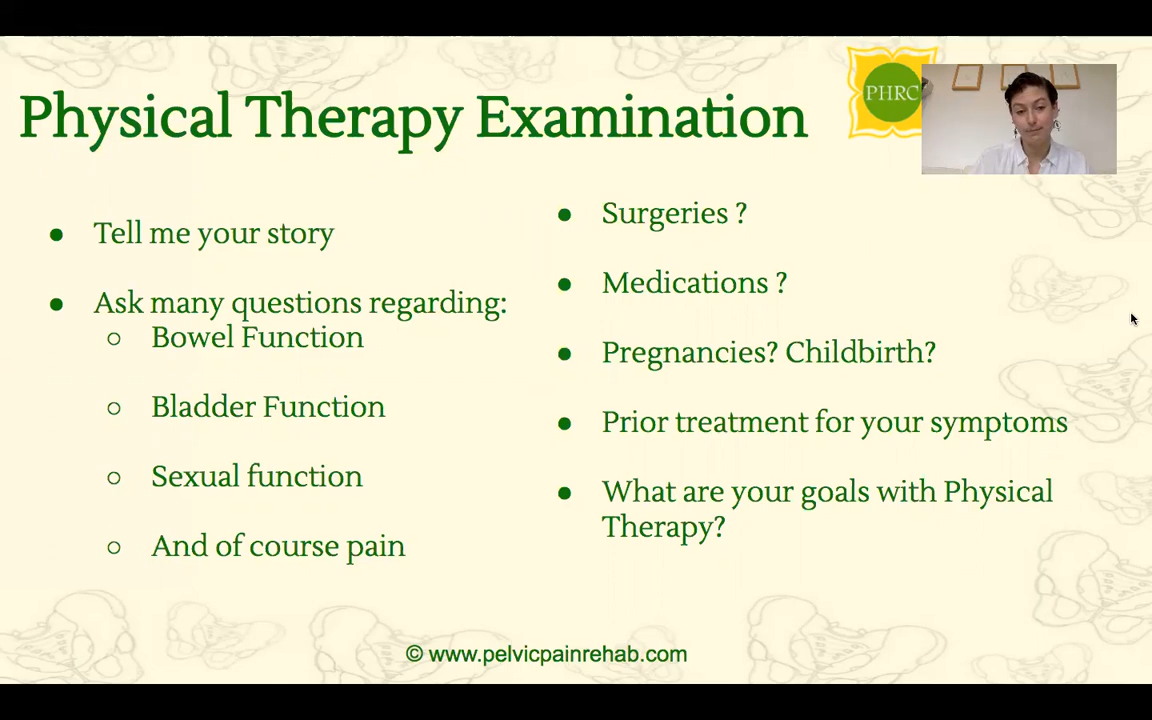 Physical Therapy Examination
PHRC
Tell me your story
Ask many questions regarding:
Bowel Function
Bladder Function
Sexual function
And of course pain
Surgeries ?
Medications ?
Pregnancies? Childbirth?
Prior treatment for your symptoms
What are your goals with Physical
Therapy?
© www.pelvicpainrehab.com